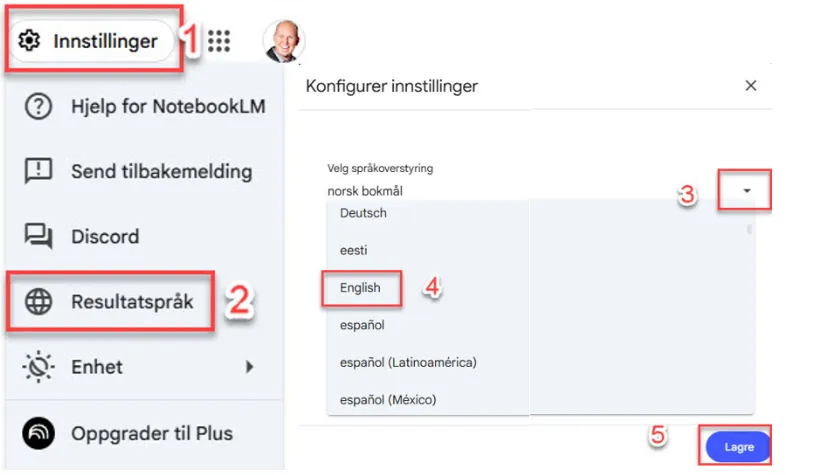 Innstillinger
1
Hjelp for NotebookLM
Send tilbakemelding
Discord
Resultatspråk
2
Enhet
Oppgrader til Plus
Konfigurer innstillinger
Velg språkoverstyring
norsk bokmål
3
Deutsch
eesti
English
4
español
español (Latinoamérica)
español (México)
5
Lagre